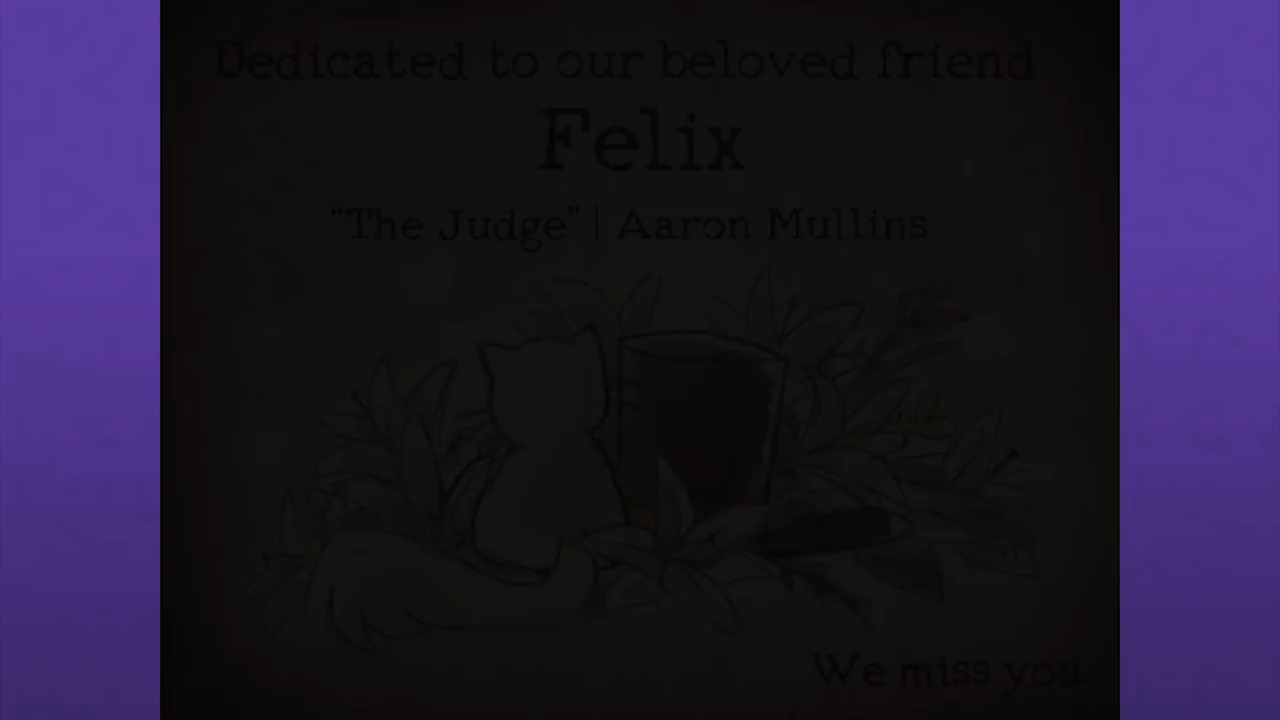 Dedicated to our beloved friend
Felix
“The Judge” | Aaron Mullins
We miss you